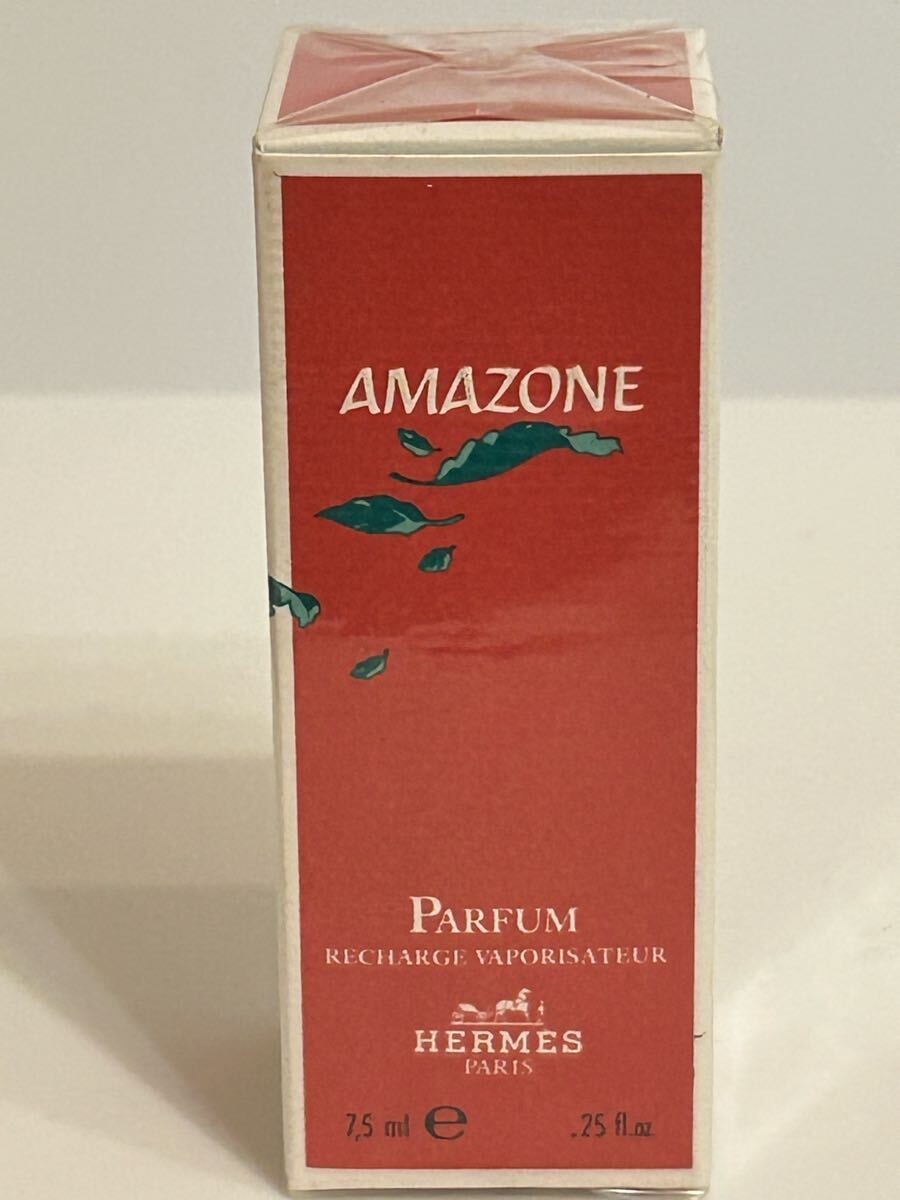 AMAZONE
PARFUM
RECHARGE VAPORISATEUR
HERMES
PARIS
7,5 ml e .25 fl.oz